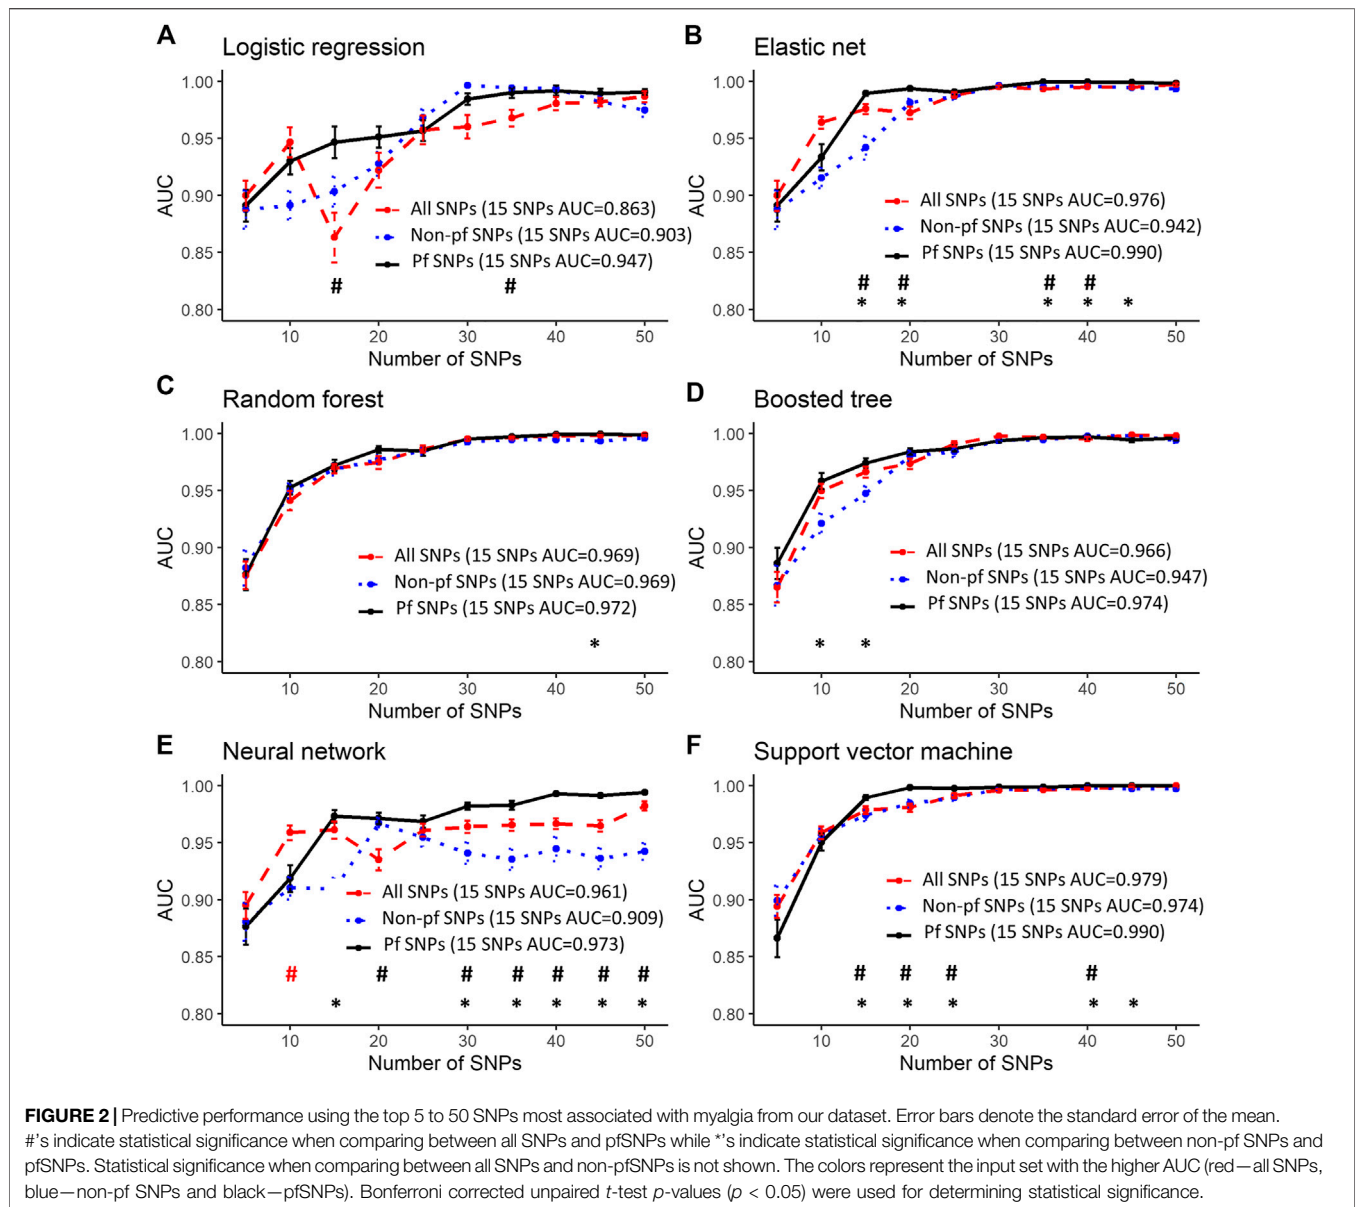 A
Logistic regression
1.00
0.95
0.90
0.85
0.80
AUC
All SNPs (15 SNPs AUC=0.863)
Non-pf SNPs (15 SNPs AUC=0.903)
Pf SNPs (15 SNPs AUC=0.947)
# #
10 20 30 40 50
Number of SNPs
B
Elastic net
1.00
0.95
0.90
0.85
0.80
AUC
All SNPs (15 SNPs AUC=0.976)
Non-pf SNPs (15 SNPs AUC=0.942)
Pf SNPs (15 SNPs AUC=0.990)
# # # #
* * * * *
10 20 30 40 50
Number of SNPs
C
Random forest
1.00
0.95
0.90
0.85
0.80
AUC
All SNPs (15 SNPs AUC=0.969)
Non-pf SNPs (15 SNPs AUC=0.969)
Pf SNPs (15 SNPs AUC=0.972)
*
10 20 30 40 50
Number of SNPs
D
Boosted tree
1.00
0.95
0.90
0.85
0.80
AUC
All SNPs (15 SNPs AUC=0.966)
Non-pf SNPs (15 SNPs AUC=0.947)
Pf SNPs (15 SNPs AUC=0.974)
* *
10 20 30 40 50
Number of SNPs
E
Neural network
1.00
0.95
0.90
0.85
0.80
AUC
All SNPs (15 SNPs AUC=0.961)
Non-pf SNPs (15 SNPs AUC=0.909)
Pf SNPs (15 SNPs AUC=0.973)
# # # # # # #
* * * * * *
10 20 30 40 50
Number of SNPs
F
Support vector machine
1.00
0.95
0.90
0.85
0.80
AUC
All SNPs (15 SNPs AUC=0.979)
Non-pf SNPs (15 SNPs AUC=0.974)
Pf SNPs (15 SNPs AUC=0.990)
# # # #
* * * * *
10 20 30 40 50
Number of SNPs
FIGURE 2 | Predictive performance using the top 5 to 50 SNPs most associated with myalgia from our dataset. Error bars denote the standard error of the mean.
#'s indicate statistical significance when comparing between all SNPs and pfSNPs while *'s indicate statistical significance when comparing between non-pf SNPs and
pfSNPs. Statistical significance when comparing between all SNPs and non-pfSNPs is not shown. The colors represent the input set with the higher AUC (red—all SNPs,
blue—non-pf SNPs and black—pfSNPs). Bonferroni corrected unpaired t-test p-values (p < 0.05) were used for determining statistical significance.